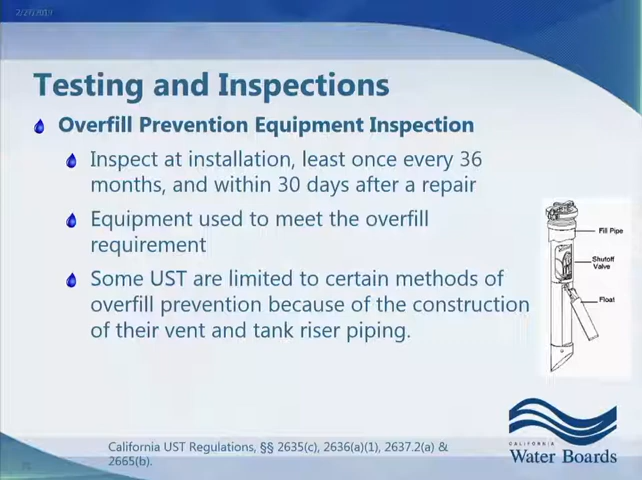 2/27/2019
Testing and Inspections
Overfill Prevention Equipment Inspection
Inspect at installation, least once every 36
months, and within 30 days after a repair
Equipment used to meet the overfill
requirement
Some UST are limited to certain methods of
overfill prevention because of the construction
of their vent and tank riser piping.
Fill Pipe
Shutoff
Valve
Float
California UST Regulations, §§ 2635(c), 2636(a)(1), 2637.2(a) &
2665(b).
CALIFORNIA
Water Boards